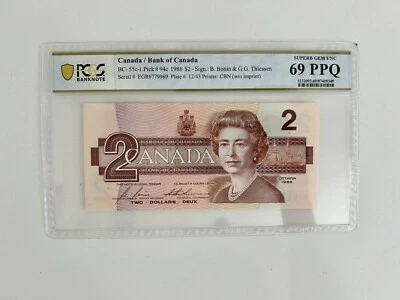 PCGS
BANKNOTE
Canada / Bank of Canada
BC- 55c-i Pick # 94c 1986 $2 - Sign.: B. Bonin & G.G. Thiessen
Serial # EGR6779969 Plate # 12/43 Printer: CBN (w/o imprint)
SUPERB GEM UNC
69 PPQ
2
2
CANADA
OTTAWA
1986
TWO • DOLLARS • DEUX